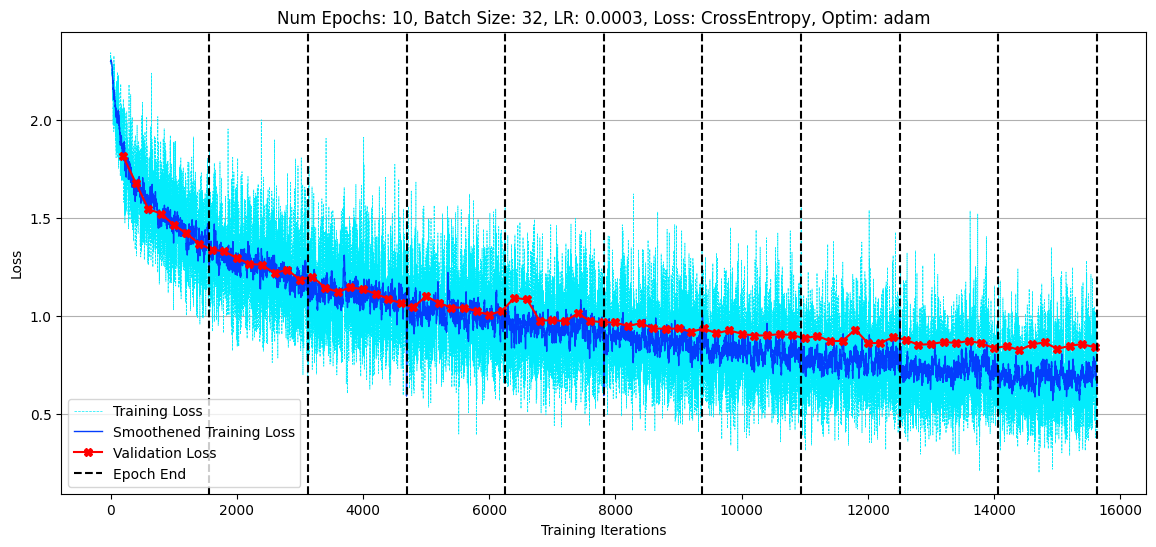 Num Epochs: 10, Batch Size: 32, LR: 0.0003, Loss: CrossEntropy, Optim: adam
2.0
1.5
1.0
0.5
Loss
Training Loss
Smoothened Training Loss
Validation Loss
Epoch End
0 2000 4000 6000 8000 10000 12000 14000 16000
Training Iterations